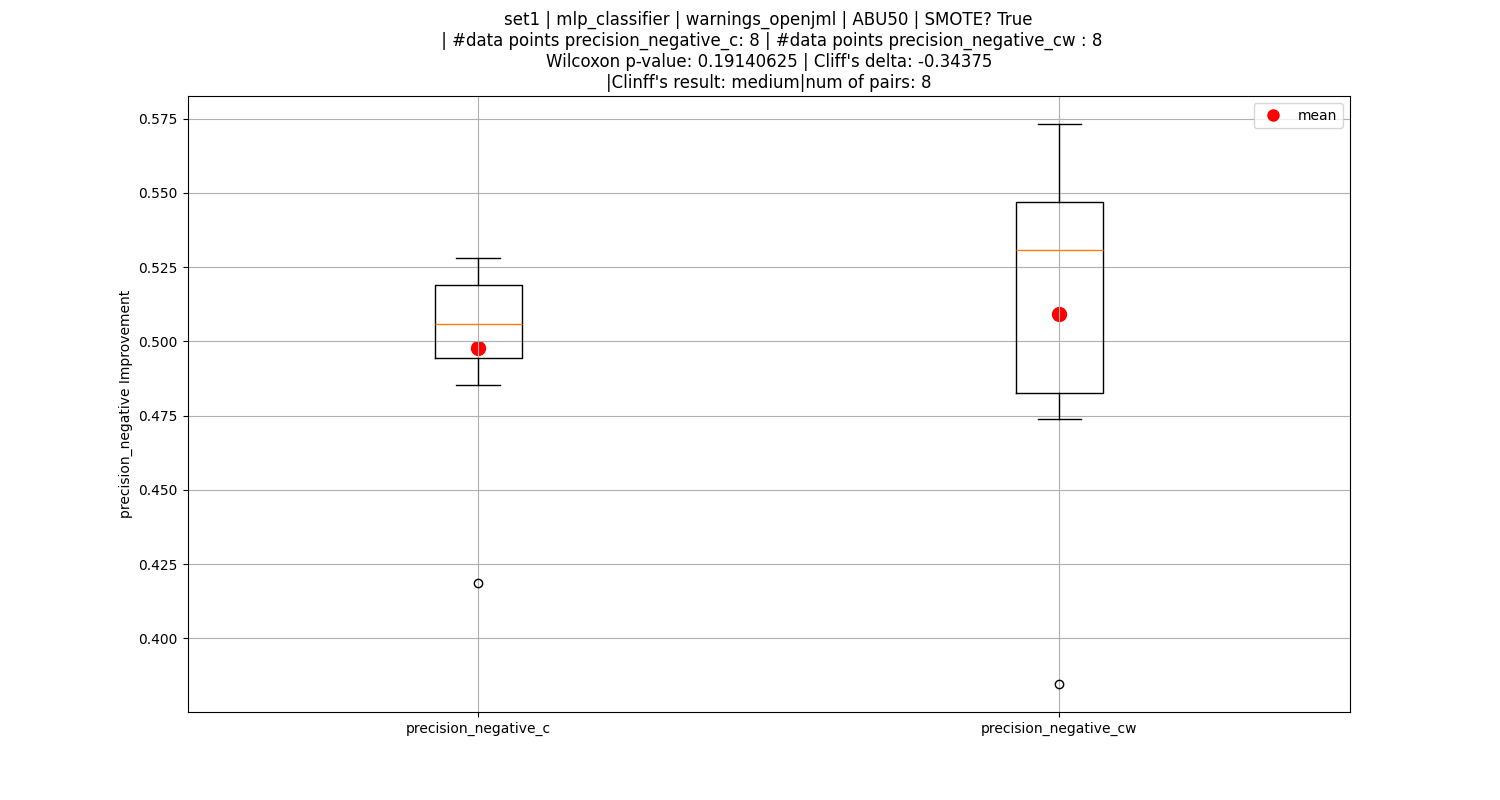 set1 | mlp_classifier | warnings_openjml | ABU50 | SMOTE? True
| #data points precision_negative_c: 8 | #data points precision_negative_cw : 8
Wilcoxon p-value: 0.19140625 | Cliff's delta: -0.34375
|Clinff's result: medium|num of pairs: 8
mean
precision_negative Improvement
0.575
0.550
0.525
0.500
0.475
0.450
0.425
0.400
precision_negative_c
precision_negative_cw